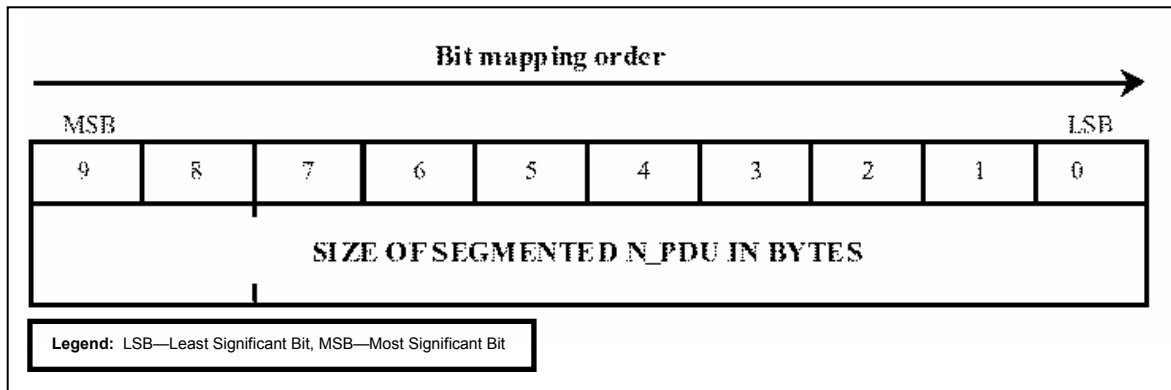 Bit mapping order
MSB LSB
9 8 7 6 5 4 3 2 1 0
SIZE OF SEGMENTED N_PDU IN BYTES
Legend: LSB—Least Significant Bit, MSB—Most Significant Bit